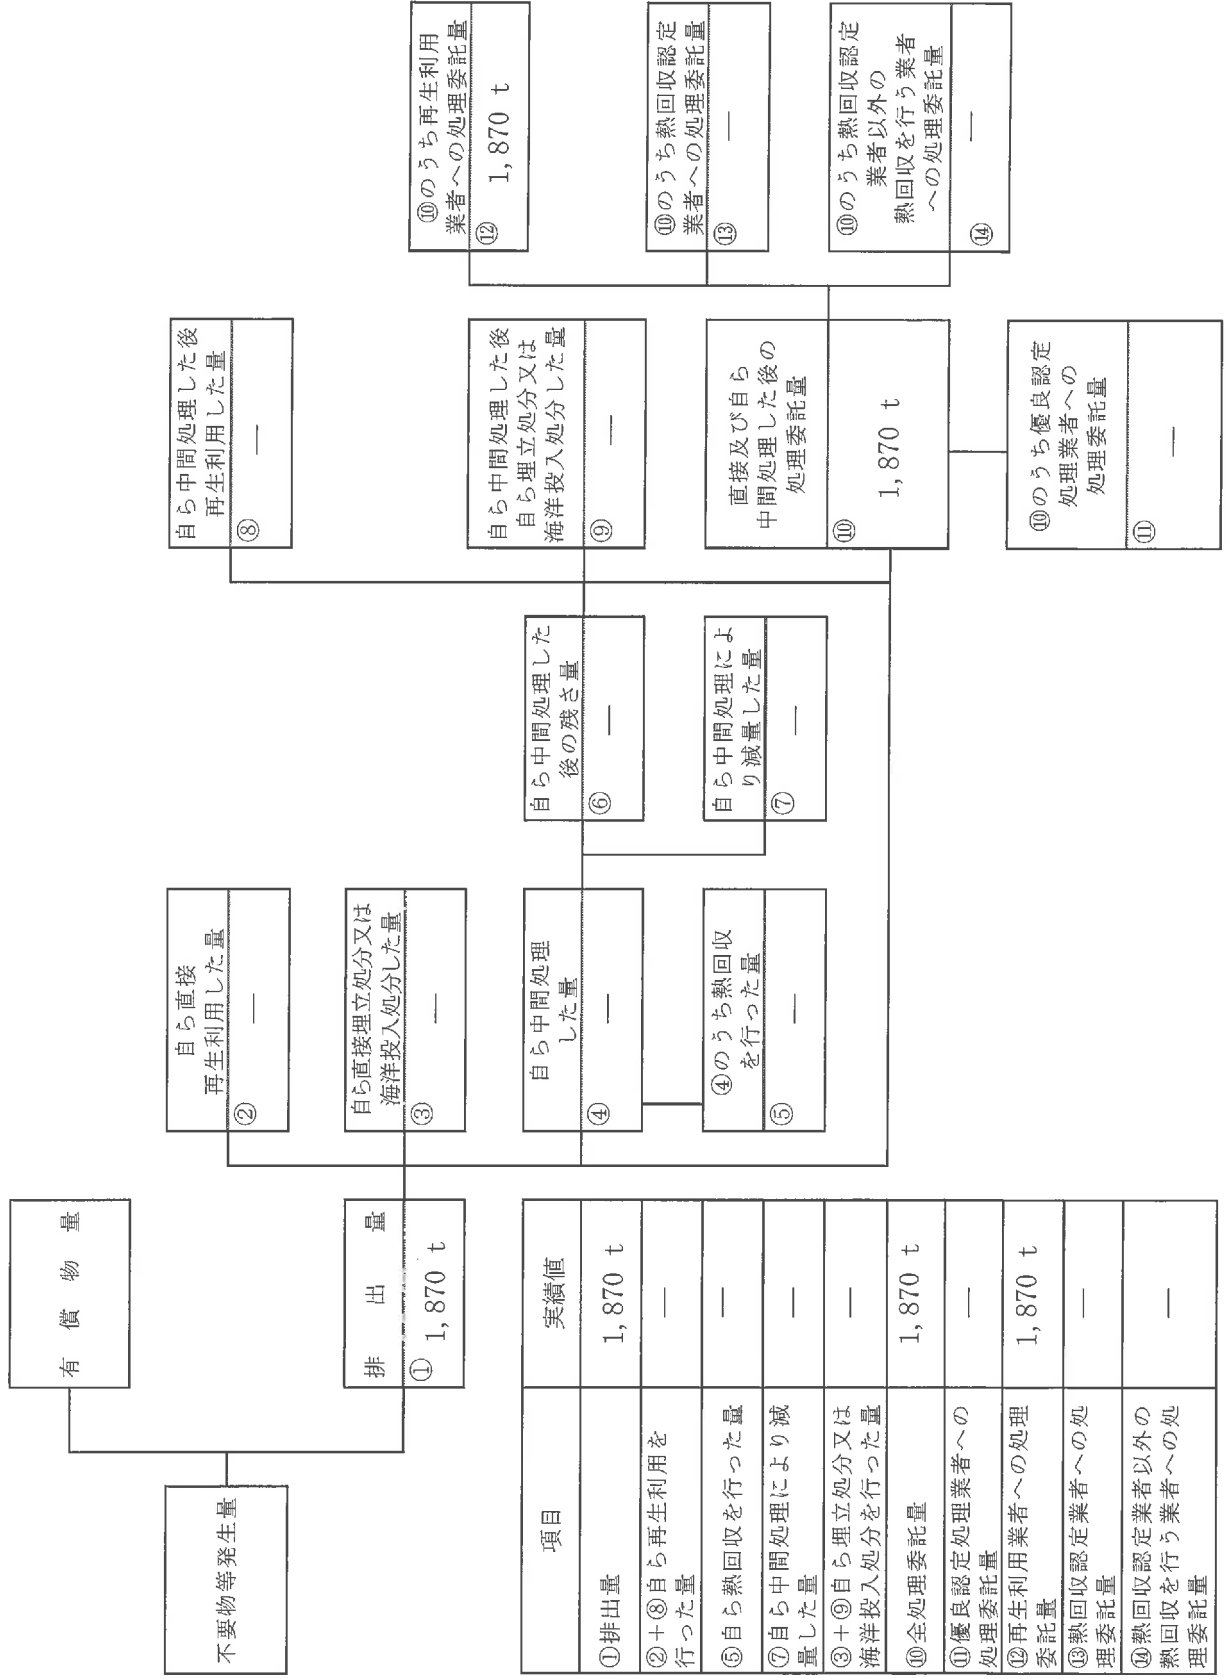 不要物等発生量
有償物量
排出量
①
1,870 t
自ら直接
再生利用した量
②
—
自ら直接埋立処分又は
海洋投入処分した量
③
—
自ら中間処理
した量
④
—
④のうち熱回収
を行った量
⑤
—
自ら中間処理した
後の残さ量
⑥
—
自ら中間処理によ
り減量した量
⑦
—
自ら中間処理した後
再生利用した量
⑧
—
自ら中間処理した後
自ら埋立処分又は
海洋投入処分した量
⑨
—
直接及び自ら
中間処理した後の
処理委託量
⑩
1,870 t
⑩のうち優良認定
処理業者への
処理委託量
⑪
—
⑩のうち再生利用
業者への処理委託量
⑫
1,870 t
⑩のうち熱回収認定
業者への処理委託量
⑬
—
⑩のうち熱回収認定
業者以外の
熱回収を行う業者
への処理委託量
⑭
—
項目 実績値
①排出量 1,870 t
②+⑧自ら再生利用を
行った量 —
⑤自ら熱回収を行った量 —
⑦自ら中間処理により減
量した量 —
③+⑨自ら埋立処分又は
海洋投入処分を行った量 —
⑩全処理委託量 1,870 t
⑪優良認定処理業者への
処理委託量 —
⑫再生利用業者への処理
委託量 1,870 t
⑬熱回収認定業者への処
理委託量 —
⑭熱回収認定業者以外の
熱回収を行う業者への処
理委託量 —